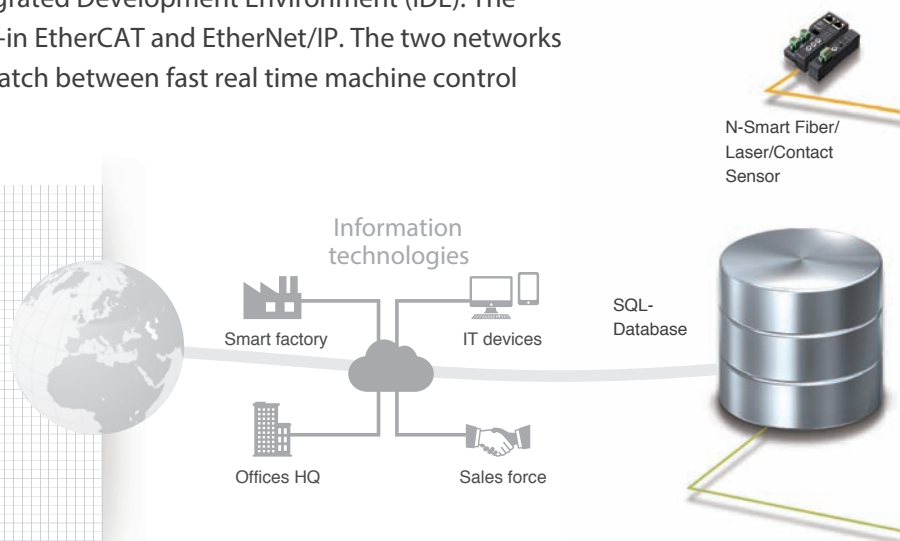 Integrated Development Environment (IDE). The
-in EtherCAT and EtherNet/IP. The two networks
atch between fast real time machine control
N-Smart Fiber/
Laser/Contact
Sensor
Information
technologies
SQL-
Database
Smart factory
IT devices
Offices HQ
Sales force